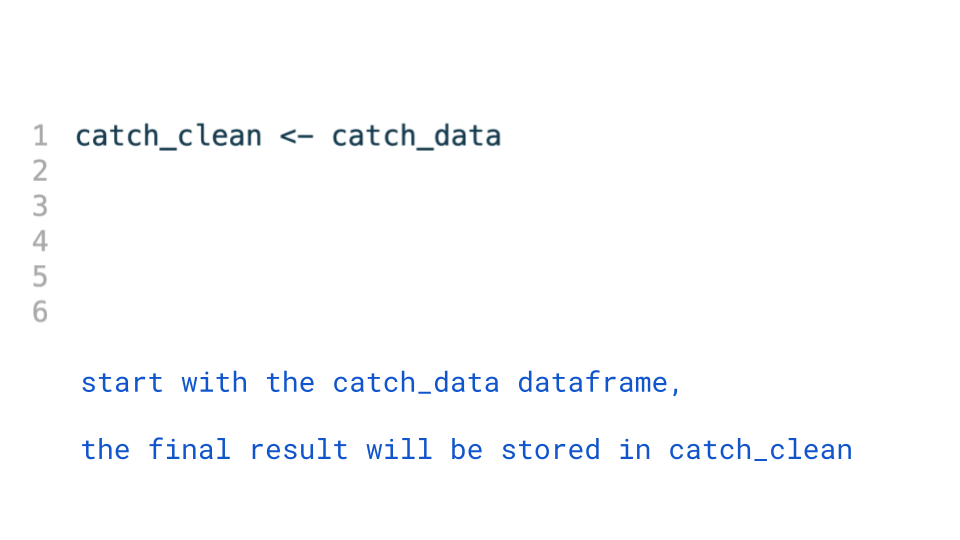 1 catch_clean <- catch_data
2
3
4
5
6
start with the catch_data dataframe,
the final result will be stored in catch_clean